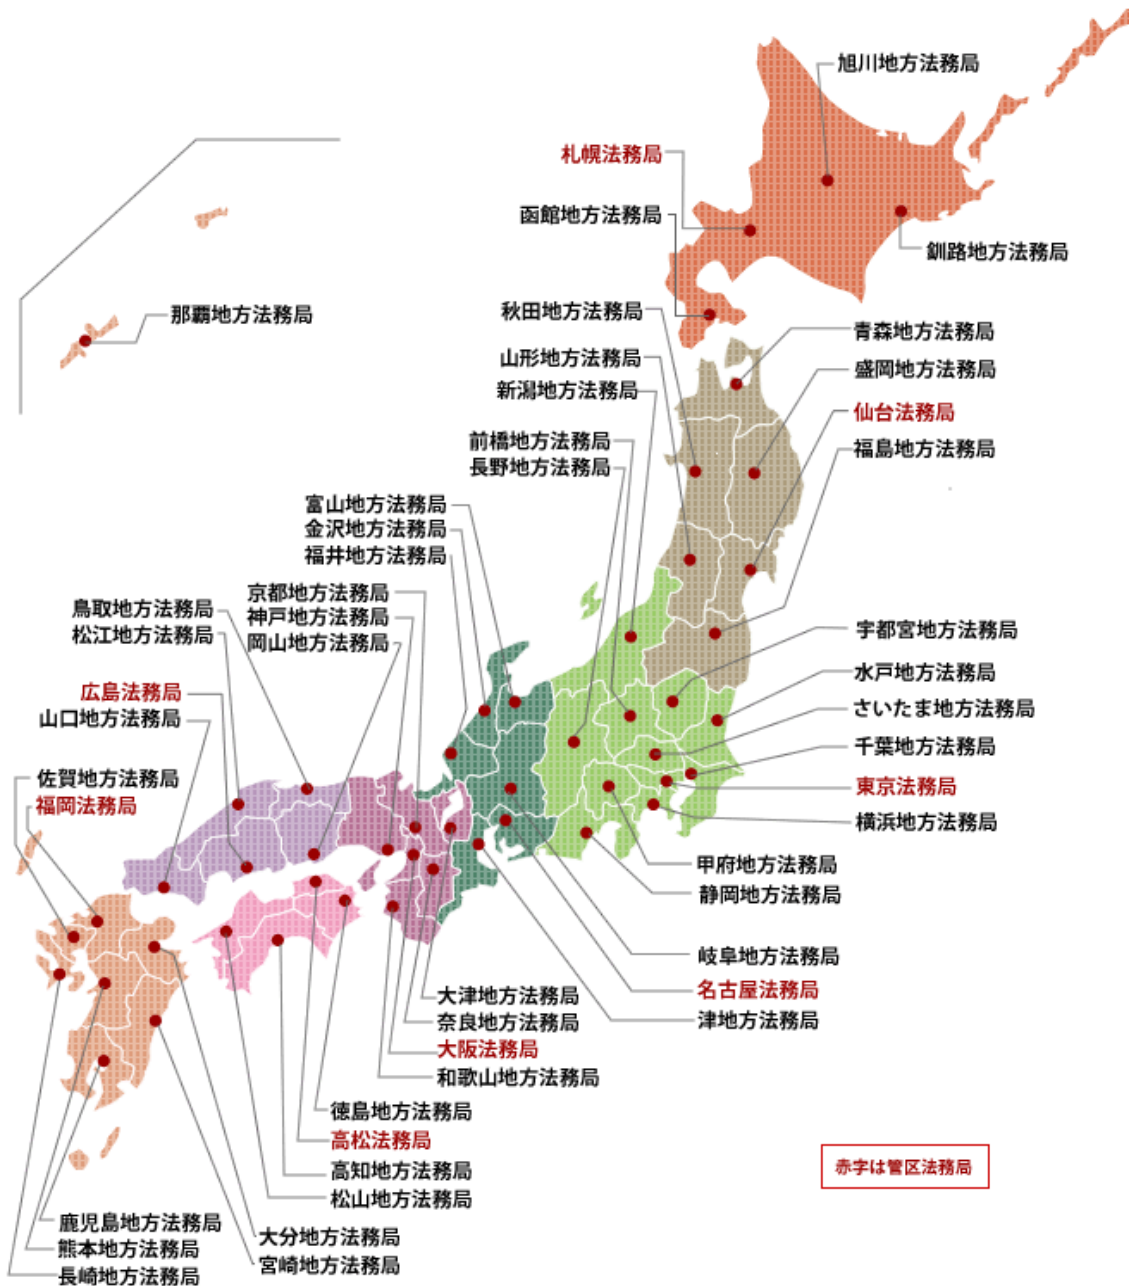 旭川地方法務局
札幌法務局
函館地方法務局
釧路地方法務局
那覇地方法務局
秋田地方法務局
青森地方法務局
山形地方法務局
盛岡地方法務局
新潟地方法務局
仙台法務局
前橋地方法務局
福島地方法務局
長野地方法務局
富山地方法務局
金沢地方法務局
福井地方法務局
京都地方法務局
鳥取地方法務局
神戸地方法務局
松江地方法務局
岡山地方法務局
宇都宮地方法務局
水戸地方法務局
広島法務局
さいたま地方法務局
山口地方法務局
千葉地方法務局
佐賀地方法務局
東京法務局
福岡法務局
横浜地方法務局
甲府地方法務局
静岡地方法務局
岐阜地方法務局
名古屋法務局
大津地方法務局
津地方法務局
奈良地方法務局
大阪法務局
和歌山地方法務局
徳島地方法務局
高松法務局
赤字は管区法務局
高知地方法務局
松山地方法務局
鹿児島地方法務局
大分地方法務局
熊本地方法務局
宮崎地方法務局
長崎地方法務局